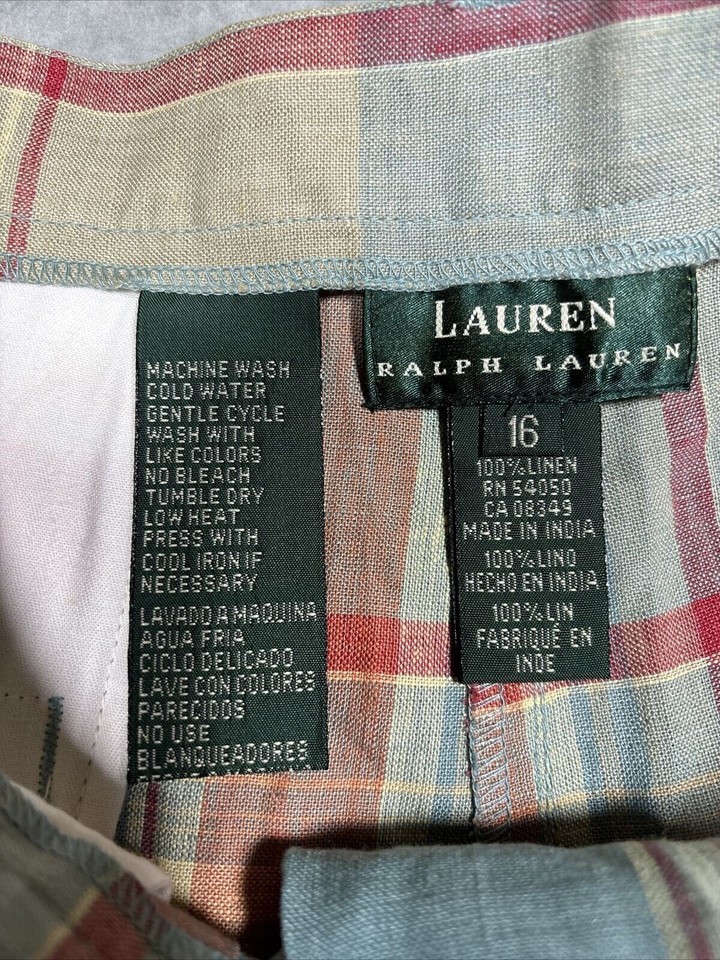 MACHINE WASH
COLD WATER
GENTLE CYCLE
WASH WITH
LIKE COLORS
NO BLEACH
TUMBLE DRY
LOW HEAT
PRESS WITH
COOL IRON IF
NECESSARY
LAVADO A MAQUINA
AGUA FRIA
CICLO DELICADO
LAVE CON COLORES
PARECIDOS
NO USE
BLANQUEADORES
LAUREN
RALPH LAUREN
16
100% LINEN
RN 54050
CA 08349
MADE IN INDIA
100% LINO
HECHO EN INDIA
100% LIN
FABRIQUÉ EN
INDE